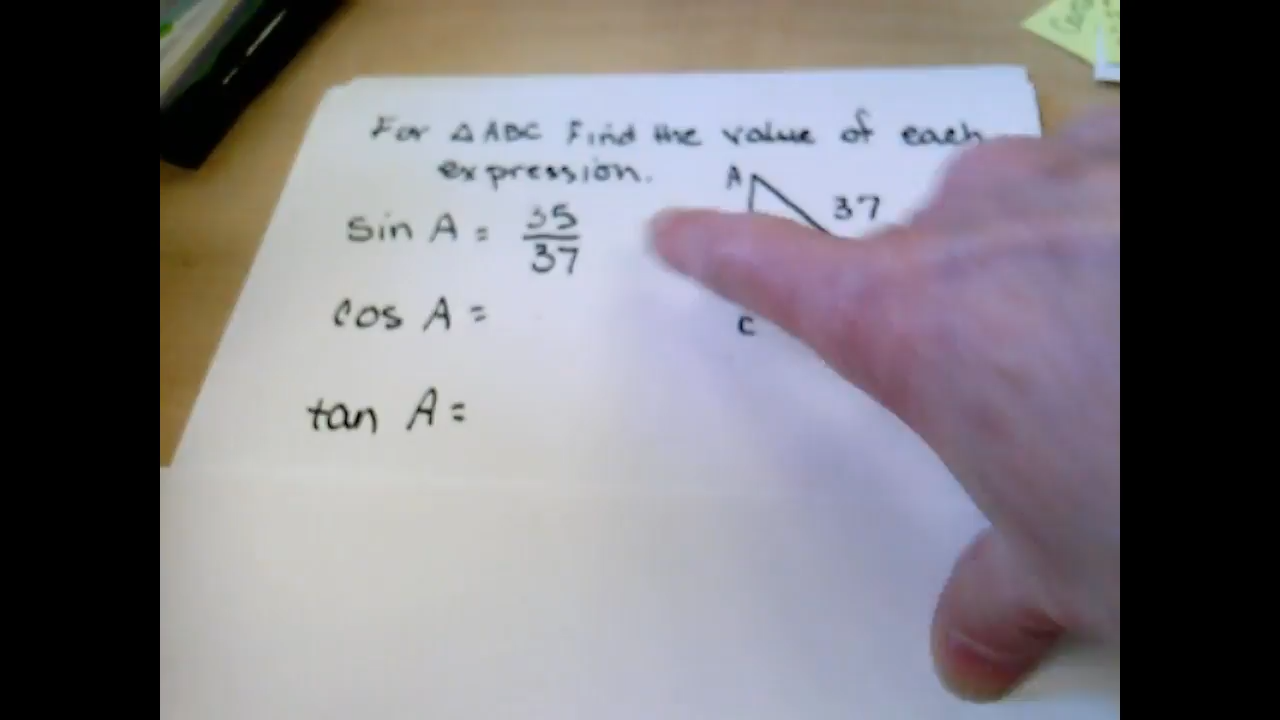 For △ABC Find the value of each
expression.
A
37
sin A = 35/37
C
cos A =
tan A =